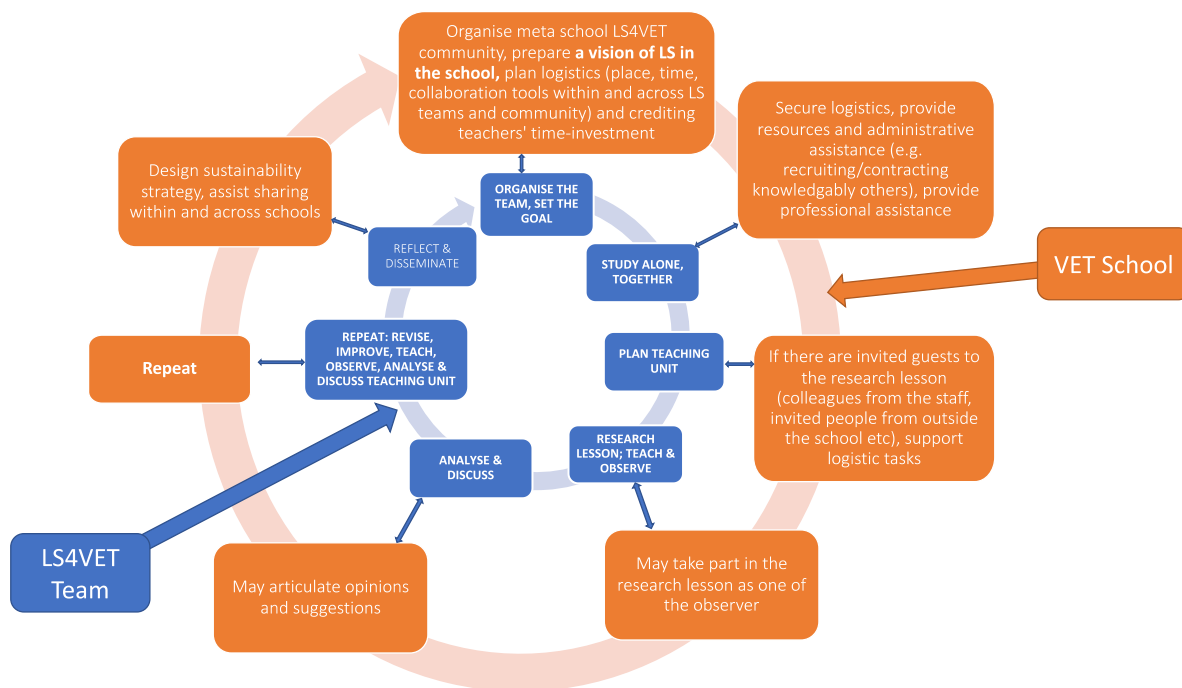 Organise meta school LS4VET
community, prepare a vision of LS in
the school, plan logistics (place, time,
collaboration tools within and across LS
teams and community) and crediting
teachers' time-investment
Secure logistics, provide
resources and administrative
assistance (e.g.
recruiting/contracting
knowledgably others), provide
professional assistance
Design sustainability
strategy, assist sharing
within and across schools
ORGANISE THE
TEAM, SET THE
GOAL
REFLECT &
DISSEMINATE
STUDY ALONE,
TOGETHER
VET School
REPEAT: REVISE,
IMPROVE, TEACH,
OBSERVE, ANALYSE &
DISCUSS TEACHING UNIT
Repeat
PLAN TEACHING
UNIT
If there are invited guests to
the research lesson
(colleagues from the staff,
invited people from outside
the school etc), support
logistic tasks
ANALYSE &
DISCUSS
RESEARCH
LESSON; TEACH &
OBSERVE
LS4VET
Team
May articulate opinions
and suggestions
May take part in the
research lesson as one of
the observer